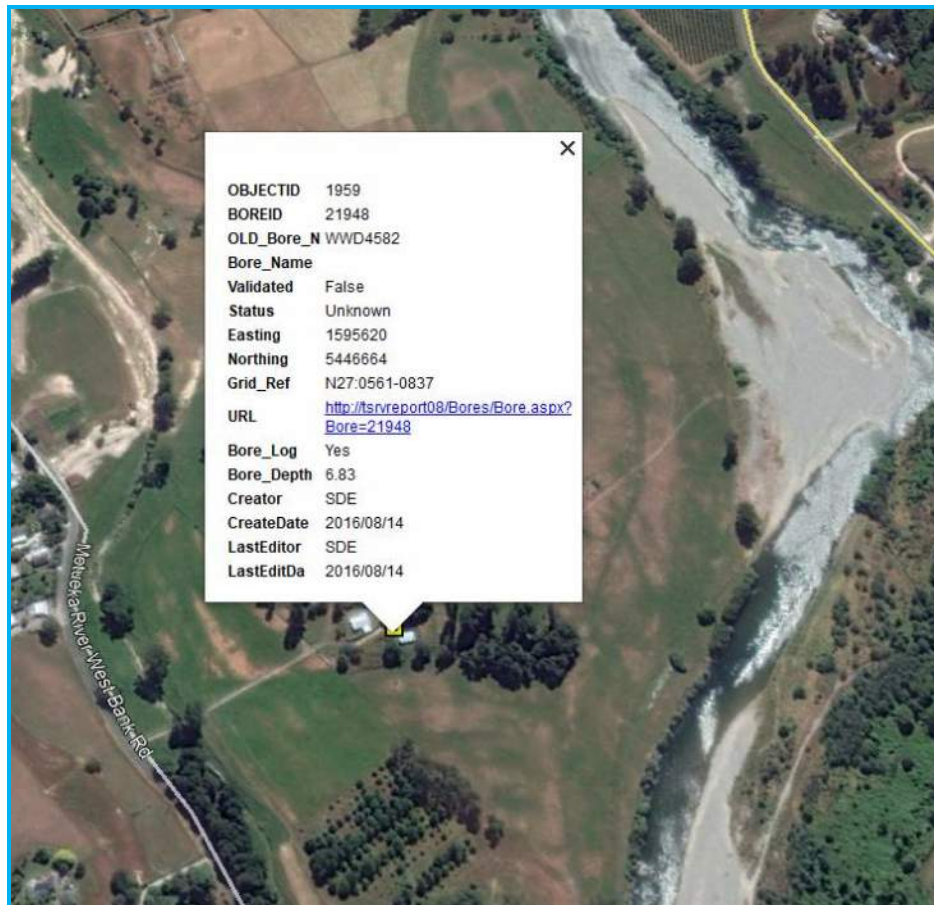 OBJECTID 1959
BOREID 21948
OLD_Bore_N WWD4582
Bore_Name
Validated False
Status Unknown
Easting 1595620
Northing 5446664
Grid_Ref N27:0561-0837
URL http://tsrvreport08/Bores/Bore.aspx?
Bore=21948
Bore_Log Yes
Bore_Depth 6.83
Creator SDE
CreateDate 2016/08/14
LastEditor SDE
LastEditDa 2016/08/14
Motueka River West Bank Rd